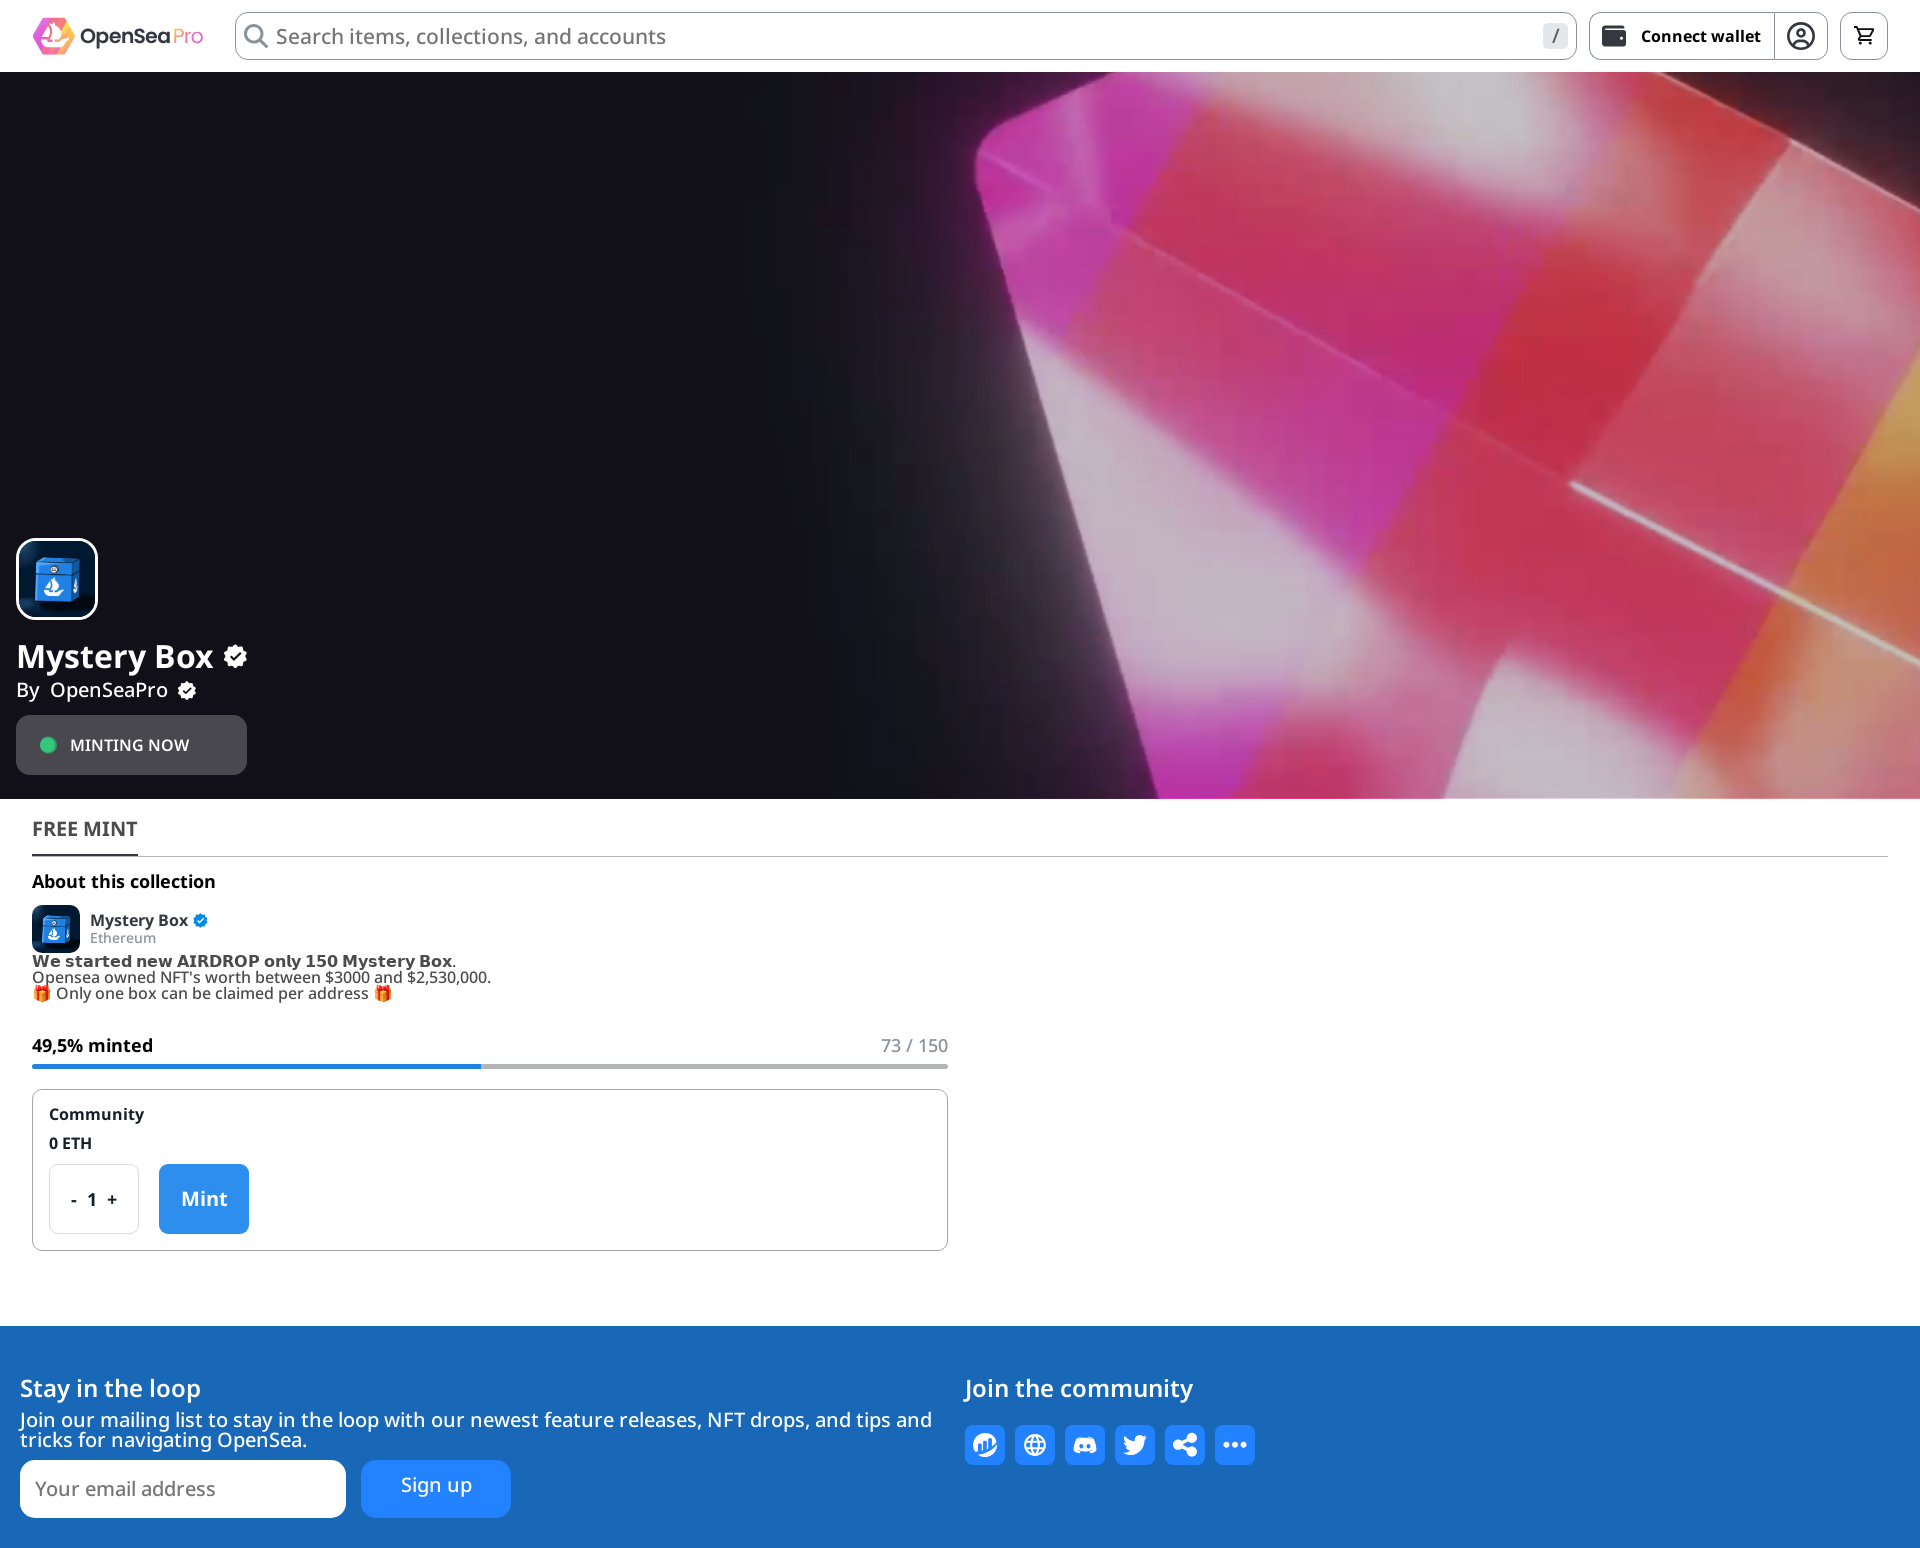 OpenSea Pro
Search items, collections, and accounts
/
Connect wallet
Mystery Box
By OpenSeaPro
MINTING NOW
FREE MINT
About this collection
Mystery Box
Ethereum
We started new AIRDROP only 150 Mystery Box.
Opensea owned NFT's worth between $3000 and $2,530,000.
🎁 Only one box can be claimed per address 🎁
49,5% minted
73 / 150
Community
0 ETH
- 1 +
Mint
Stay in the loop
Join our mailing list to stay in the loop with our newest feature releases, NFT drops, and tips and
tricks for navigating OpenSea.
Your email address
Sign up
Join the community